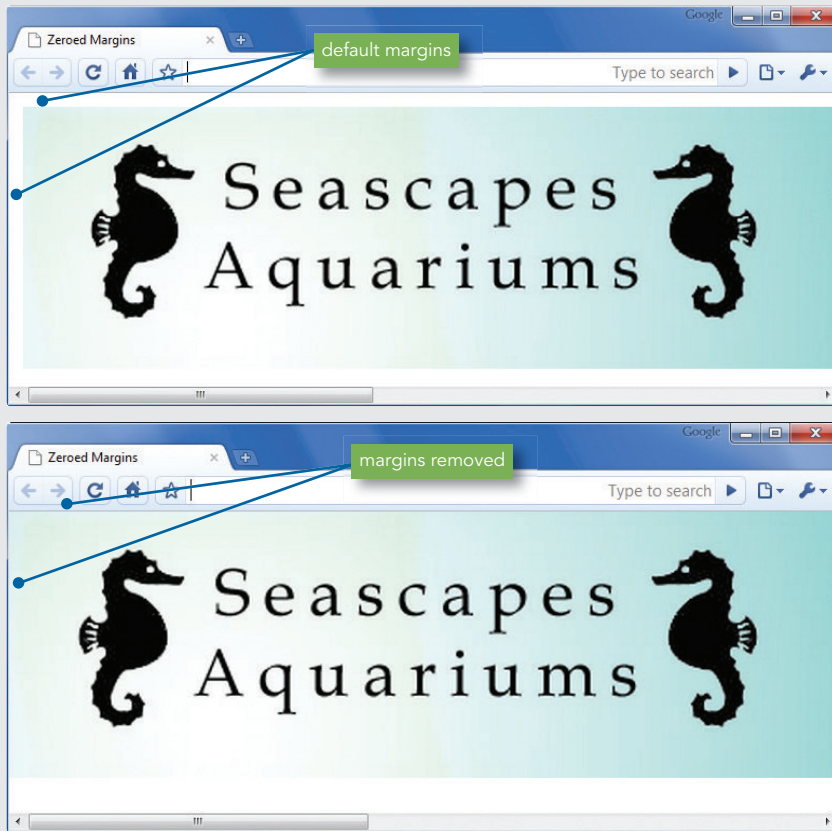 Google
Zeroed Margins
default margins
Type to search
Seascapes
Aquariums
Google
Zeroed Margins
margins removed
Type to search
Seascapes
Aquariums